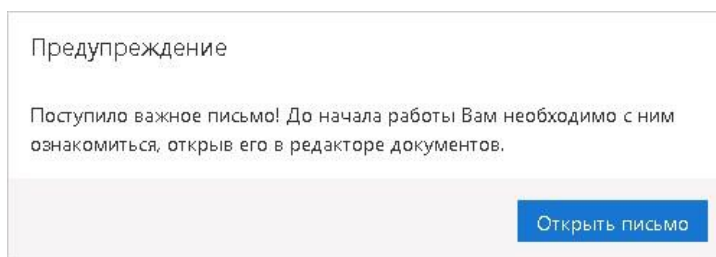 Предупреждение
Поступило важное письмо! До начала работы Вам необходимо с ним
ознакомиться, открыв его в редакторе документов.
Открыть письмо